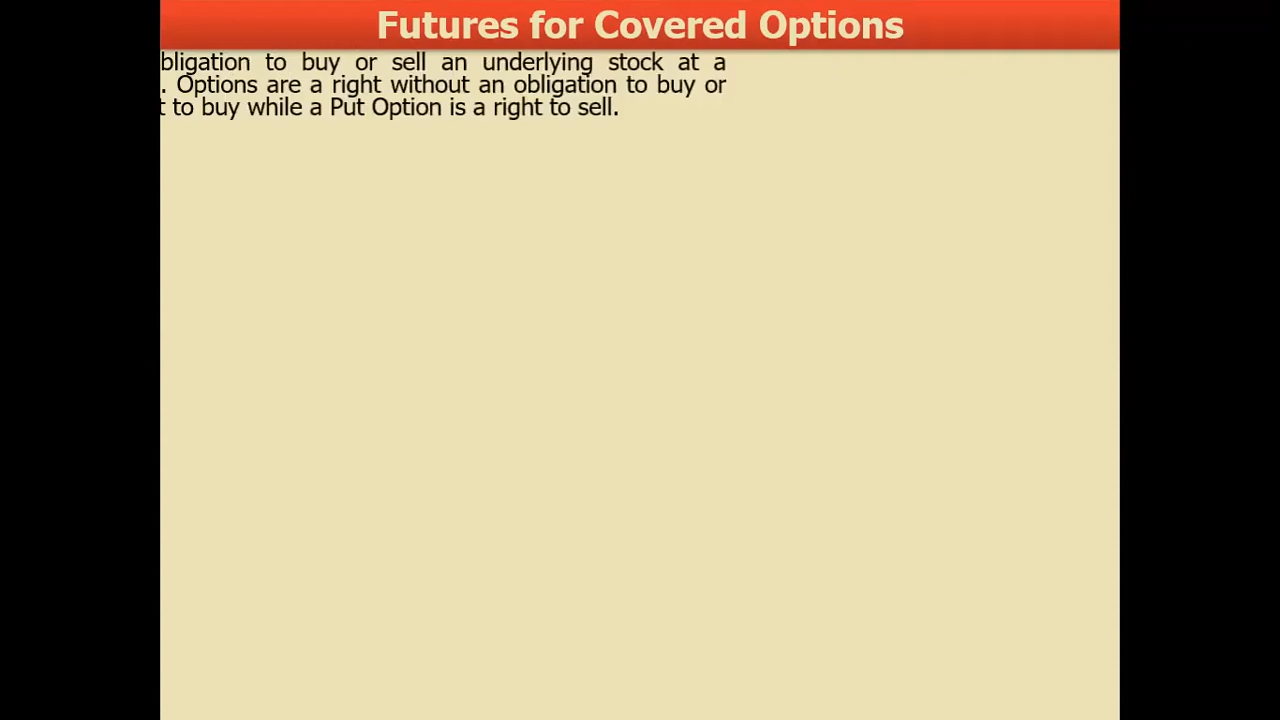 Futures for Covered Options
bligation to buy or sell an underlying stock at a
. Options are a right without an obligation to buy or
t to buy while a Put Option is a right to sell.